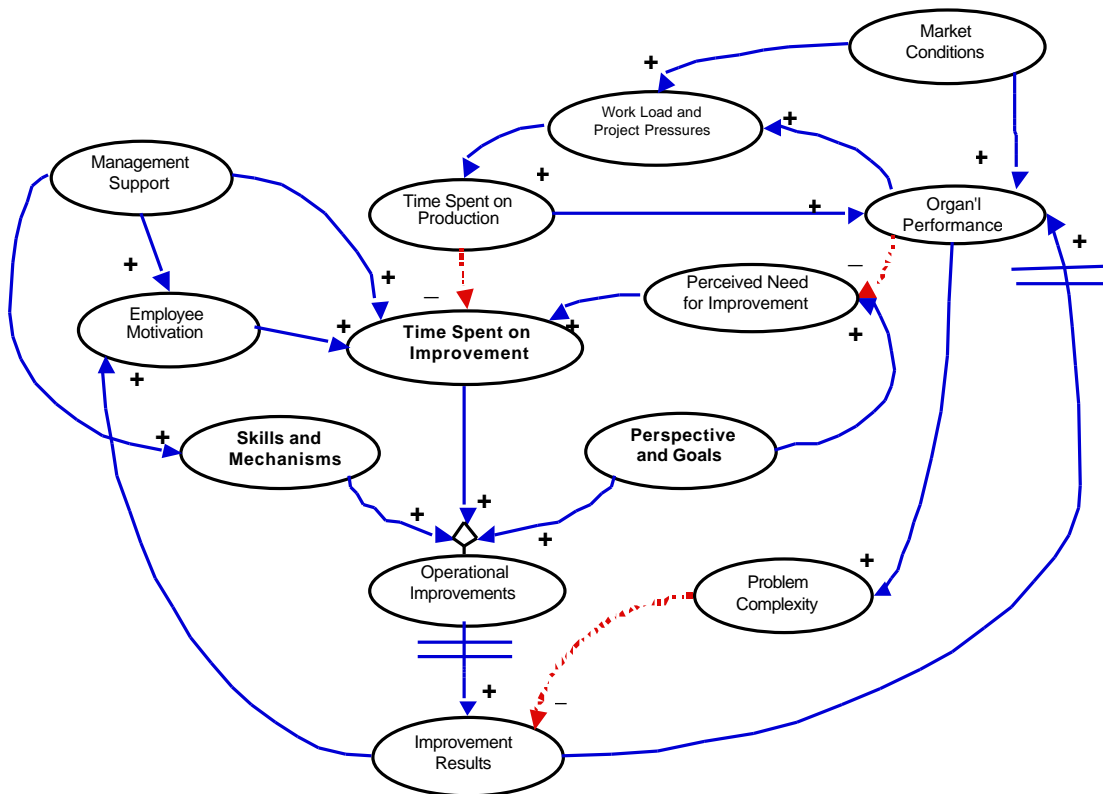 Market
Conditions
+
+
Work Load and
Project Pressures
+
Management
Support
+
+
Time Spent on
Production
+
Organ'l
Performance
+
+
+
–
Perceived Need
for Improvement
–
Employee
Motivation
+
Time Spent on
Improvement
+
+
+
Skills and
Mechanisms
+
Perspective
and Goals
+
+
+
Operational
Improvements
+
Problem
Complexity
+
–
Improvement
Results